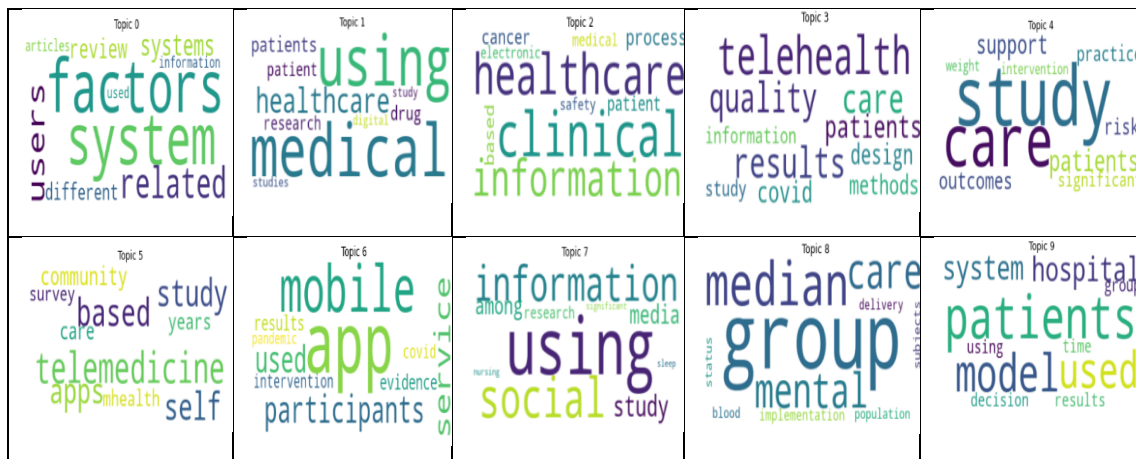 Topic 0
articles review systems
information
factors
used
users
system
different related
Topic 1
patients using
patient
healthcare study
research digital drug
medical
studies
Topic 2
cancer medical process
electronic
healthcare
safety patient
based
clinical
information
Topic 3
telehealth
quality care
information patients
results design
study covid methods
Topic 4
support practice
weight intervention
study
care risk
patients
outcomes significant
Topic 5
community
survey based study
care years
telemedicine
apps mhealth self
Topic 6
mobile
results app
pandemic
used covid
intervention evidence
participants
service
Topic 7
information
among research significant media
using
sleep
nursing
social study
Topic 8
median care
delivery
group
status
subjects
mental
blood implementation population
Topic 9
system hospital
group
patients
using time
model used
decision results